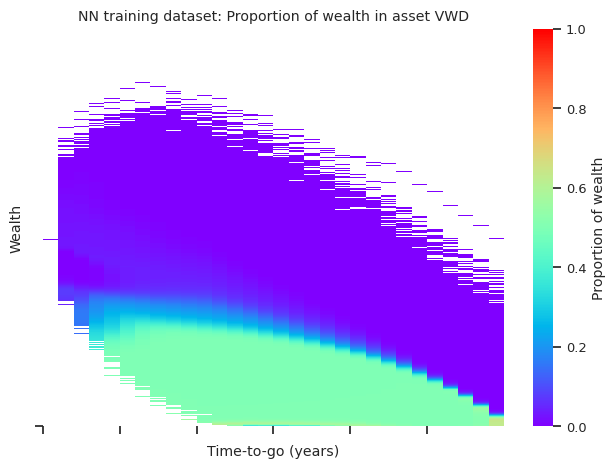 NN training dataset: Proportion of wealth in asset VWD
Wealth
Time-to-go (years)
1.0
0.8
0.6
0.4
0.2
0.0
Proportion of wealth